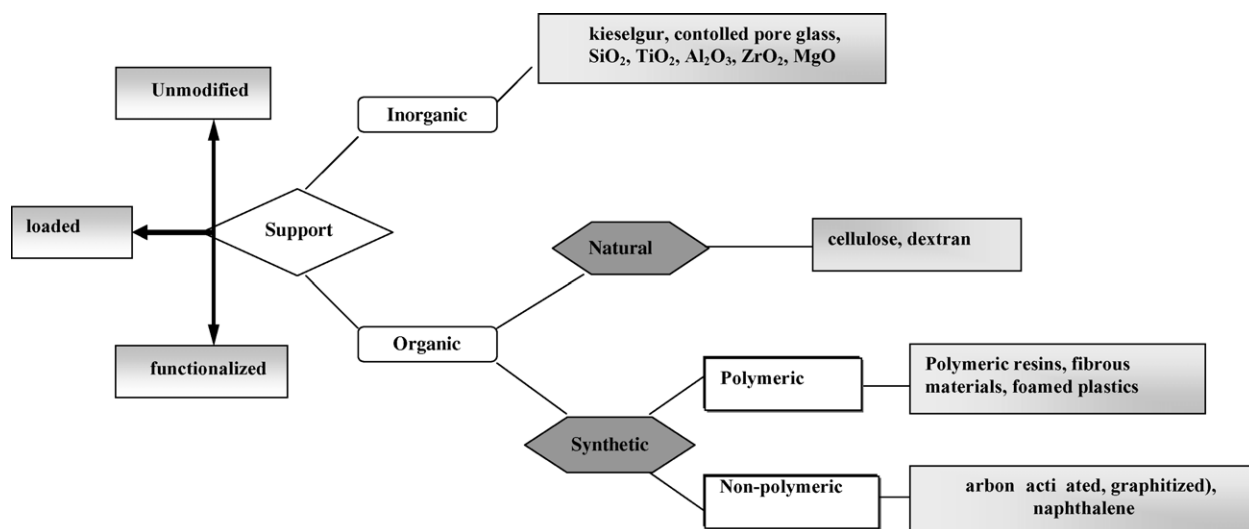 kieselgur, contolled pore glass,
SiO₂, TiO₂, Al₂O₃, ZrO₂, MgO
Unmodified
Inorganic
loaded
Support
Natural
cellulose, dextran
Organic
functionalized
Polymeric
Polymeric resins, fibrous
materials, foamed plastics
Synthetic
Non-polymeric
arbon acti ated, graphitized),
naphthalene